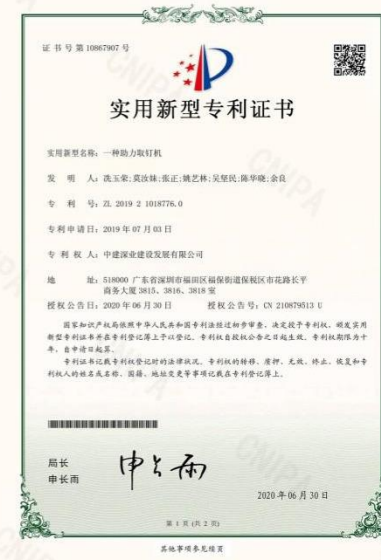 证书号第10867907号
实用新型专利证书
实用新型名称：一种助力取钉机
发 明 人：冼玉荣;莫汝妹;张正;姚艺林;吴坚民;陈华晓;余良
专 利 号：ZL 2019 2 1018776.0
专利申请日：2019年07月03日
专 利 权 人：中建深业建设发展有限公司
地 址：518000 广东省深圳市福田区福保街道保税区市花路长平
商务大厦3815、3816、3818室
授权公告日：2020年06月30日 授权公告号：CN 210879513 U
国家知识产权局依照中华人民共和国专利法经过初步审查，决定授予专利权，颁发实用
新型专利证书并在专利登记簿上予以登记。专利权自授权公告之日起生效。专利权期限为十
年，自申请日起算。
专利证书记载专利权登记时的法律状况。专利权的转移、质押、无效、终止、恢复和专
利权人的姓名或名称、国籍、地址变更等事项记载在专利登记簿上。
局长
申长雨
申长雨
2020年06月30日
第 1 页 (共 2 页)
其他事项参见续页
CNIPA
CNIPA
CNIPA